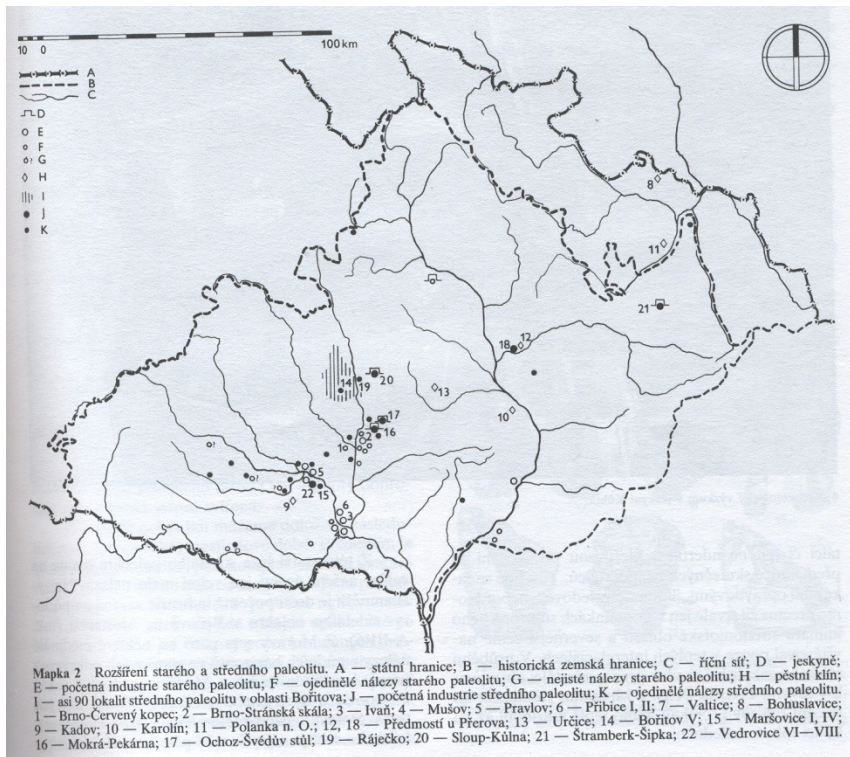 10 0 100 km
A
B
C
D
E
F
G
H
I
J
K
8
11
21
12
18
14
19
20
13
17
16
10
2
1
5
22
15
9
6
3
4
7
Mapka 2 Rozšíření starého a středního paleolitu. A — státní hranice; B — historická zemská hranice; C — říční síť; D — jeskyně;
E — početná industrie starého paleolitu; F — ojedinělé nálezy starého paleolitu; G — nejisté nálezy starého paleolitu; H — pěstní klín;
I — asi 90 lokalit středního paleolitu v oblasti Bořitova; J — početná industrie středního paleolitu; K — ojedinělé nálezy středního paleolitu.
1 — Brno-Červený kopec; 2 — Brno-Stránská skála; 3 — Ivaň; 4 — Mušov; 5 — Pravlov; 6 — Přibice I, II; 7 — Valtice; 8 — Bohuslavice;
9 — Kadov; 10 — Karolín; 11 — Polanka n. O.; 12, 18 — Předmostí u Přerova; 13 — Určice; 14 — Bořitov V; 15 — Maršovice I, IV;
16 — Mokrá-Pekárna; 17 — Ochoz-Švédův stůl; 19 — Ráječko; 20 — Sloup-Kůlna; 21 — Štramberk-Šipka; 22 — Vedrovice VI—VIII.